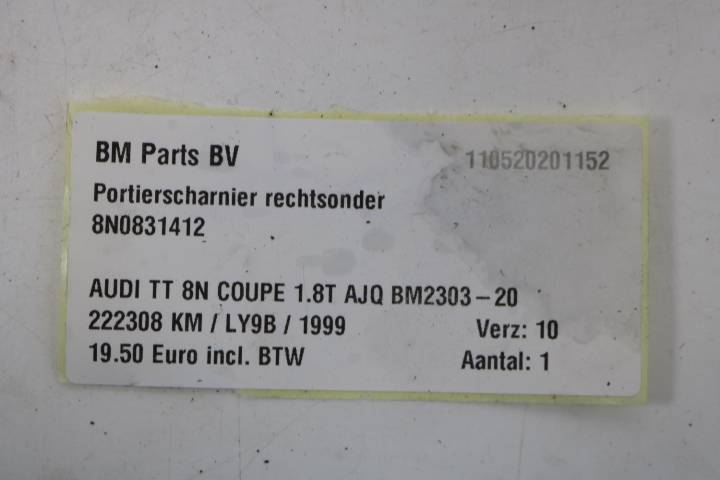 BM Parts BV 110520201152
Portierscharnier rechtsonder
8N0831412
AUDI TT 8N COUPE 1.8T AJQ BM2303-20
222308 KM / LY9B / 1999 Verz: 10
19.50 Euro incl. BTW Aantal: 1